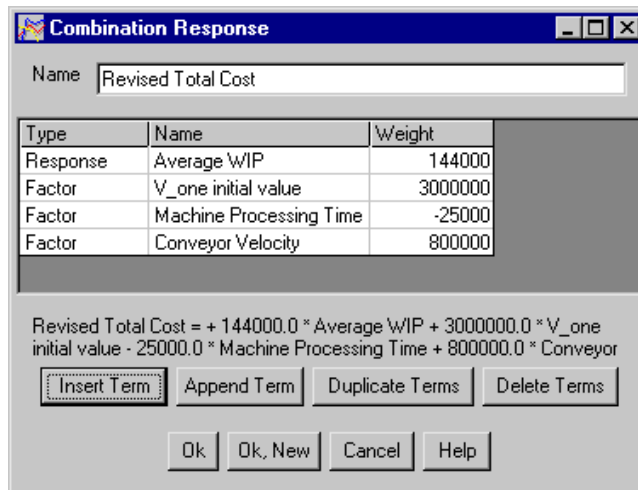 Combination Response
Name Revised Total Cost
Type Name Weight
Response Average WIP 144000
Factor V_one initial value 3000000
Factor Machine Processing Time -25000
Factor Conveyor Velocity 800000
Revised Total Cost = + 144000.0 * Average WIP + 3000000.0 * V_one
initial value - 25000.0 * Machine Processing Time + 800000.0 * Conveyor
Insert Term Append Term Duplicate Terms Delete Terms
Ok Ok, New Cancel Help